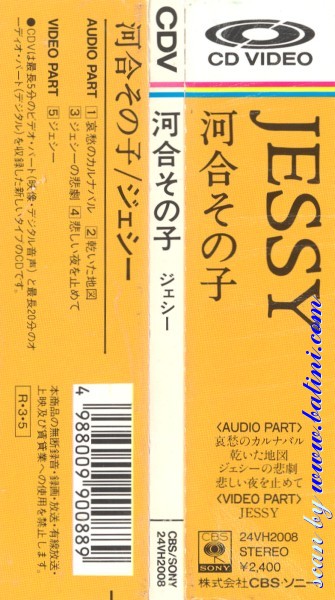 CD VIDEO
JESSY
河合その子
〈AUDIO PART〉
哀愁のカルナバル
乾いた地図
ジェシーの悲劇
悲しい夜を止めて
〈VIDEO PART〉
JESSY
CBS
SONY
24VH2008
STEREO
¥2,400
株式会社CBS・ソニー
CDV
河合その子
ジェシー
CBS/SONY
24VH2008
河合その子/ジェシー
AUDIO PART
1哀愁のカルナバル 2乾いた地図
3ジェシーの悲劇 4悲しい夜を止めて
VIDEO PART
5ジェシー
●CDVは最長5分のビデオ・パート(映像・デジタル音声)と最長20分のオ
ーディオ・パート(デジタル)を収録した新しいタイプのCDです。
4988009900889
本商品の無断録音・録画・放送・有線放送・
上映及び賃貸業への使用を禁止します。
R・3・5
scan by www.batini.com